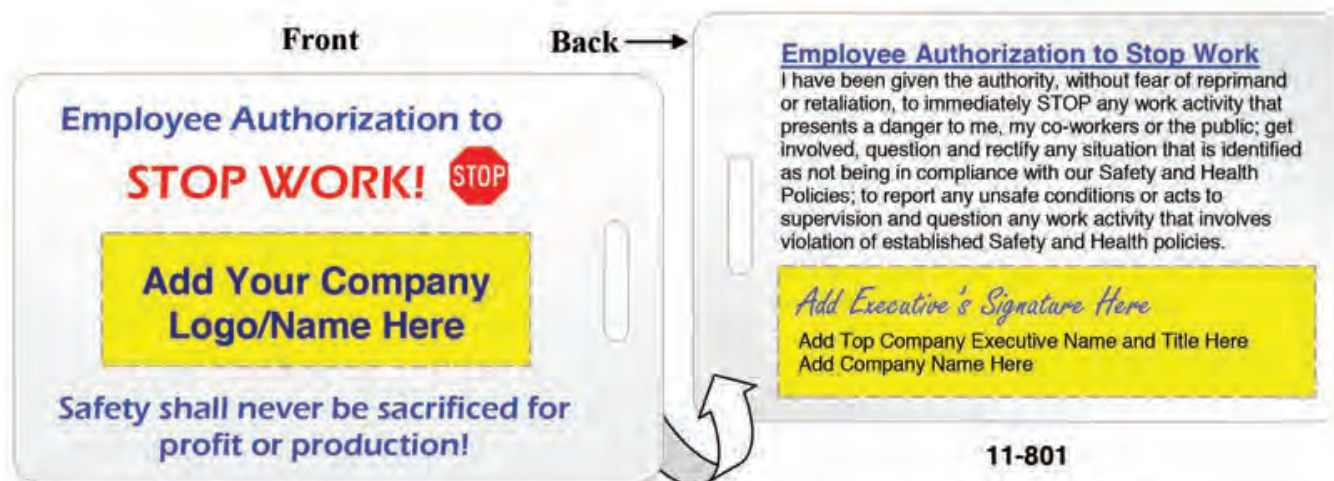 Front
Back
Employee Authorization to
STOP WORK!
STOP
Add Your Company
Logo/Name Here
Safety shall never be sacrificed for
profit or production!
Employee Authorization to Stop Work
I have been given the authority, without fear of reprimand
or retaliation, to immediately STOP any work activity that
presents a danger to me, my co-workers or the public; get
involved, question and rectify any situation that is identified
as not being in compliance with our Safety and Health
Policies; to report any unsafe conditions or acts to
supervision and question any work activity that involves
violation of established Safety and Health policies.
Add Executive's Signature Here
Add Top Company Executive Name and Title Here
Add Company Name Here
11-801